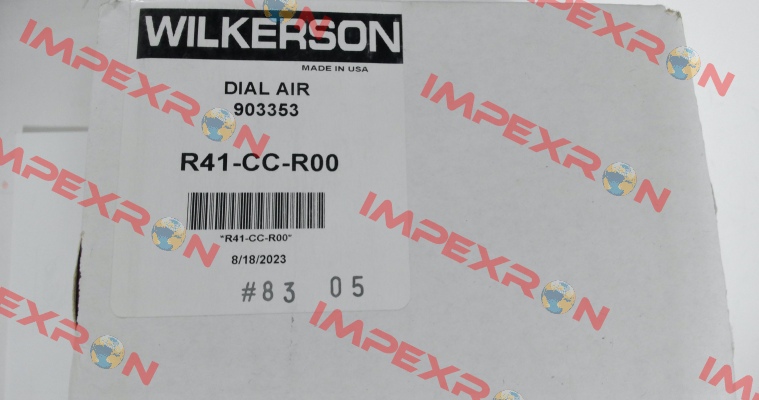 WILKERSON
MADE IN USA
DIAL AIR
903353
R41-CC-R00
"R41-CC-R00"
8/18/2023
#83 05
IMPEXRON
IMPEXRON
IMPEXRON
IMPEXRON
IMPEXRON
IMPEXRON
IMPEXRON
IMPEXRON